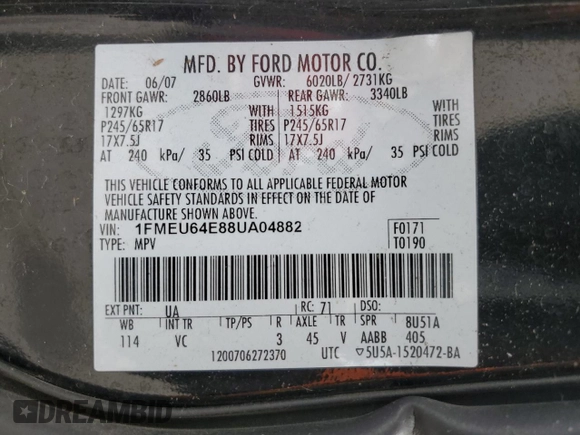 MFD. BY FORD MOTOR CO.
DATE: 06/07 GVWR: 6020LB/ 2731KG
FRONT GAWR: 2860LB REAR GAWR: 3340LB
1297KG WITH 1515KG WITH
P245/65R17 TIRES P245/65R17 TIRES
17X7.5J RIMS 17X7.5J RIMS
AT 240 kPa/ 35 PSI COLD AT 240 kPa/ 35 PSI COLD
THIS VEHICLE CONFORMS TO ALL APPLICABLE FEDERAL MOTOR
VEHICLE SAFETY STANDARDS IN EFFECT ON THE DATE OF
MANUFACTURE SHOWN ABOVE.
VIN: 1FMEU64E88UA04882 F0171
TYPE: MPV T0190
EXT PNT: UA RC: 71 DSO:
WB INT TR TP/PS R AXLE TR SPR 8U51A
114 VC 3 45 V AABB 405
1200706272370 UTC ▽5U5A-1520472-BA
Ford
DREAMBID